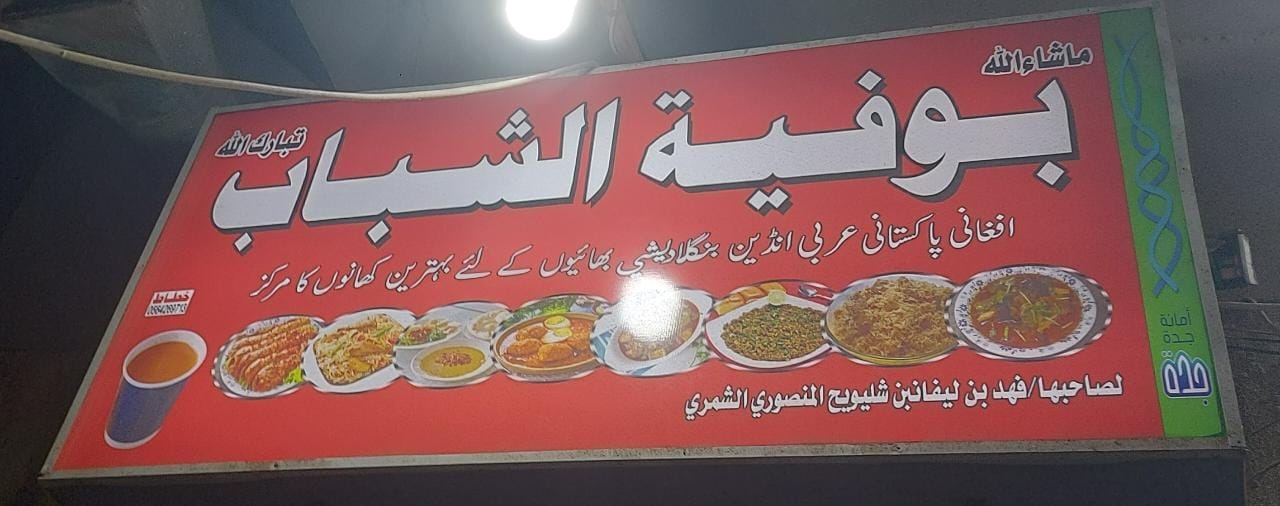 ماشاءالله
بوفية الشباب
تبارك الله
افغانی پاکستانی عربی انڈین بنگلادیشی بھائیوں کے لئے بہترین کھانوں کا مرکز
خطاط
لصاحبها/فهد بن ليفانبن شليويح المنصوري الشمري
أمانة
جدة
جدة